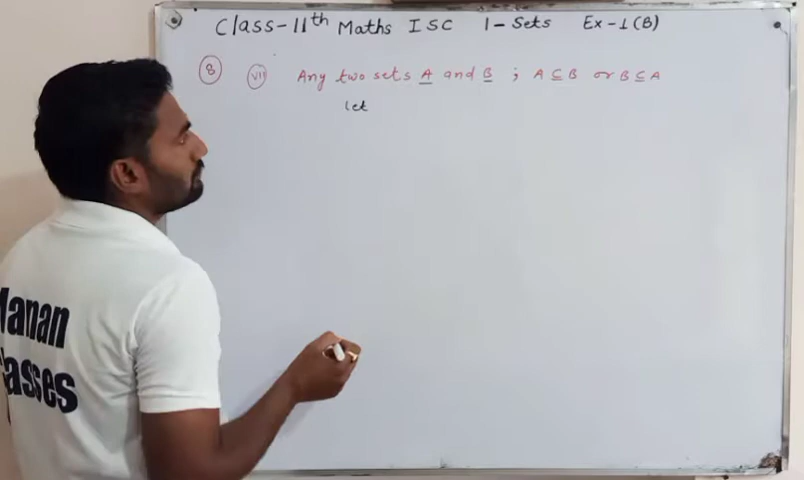 Class-11th Maths ISC 1-Sets Ex-1(B)
8 VII Any two sets A and B ; A ⊆ B or B ⊆ A
let
Manan
Classes